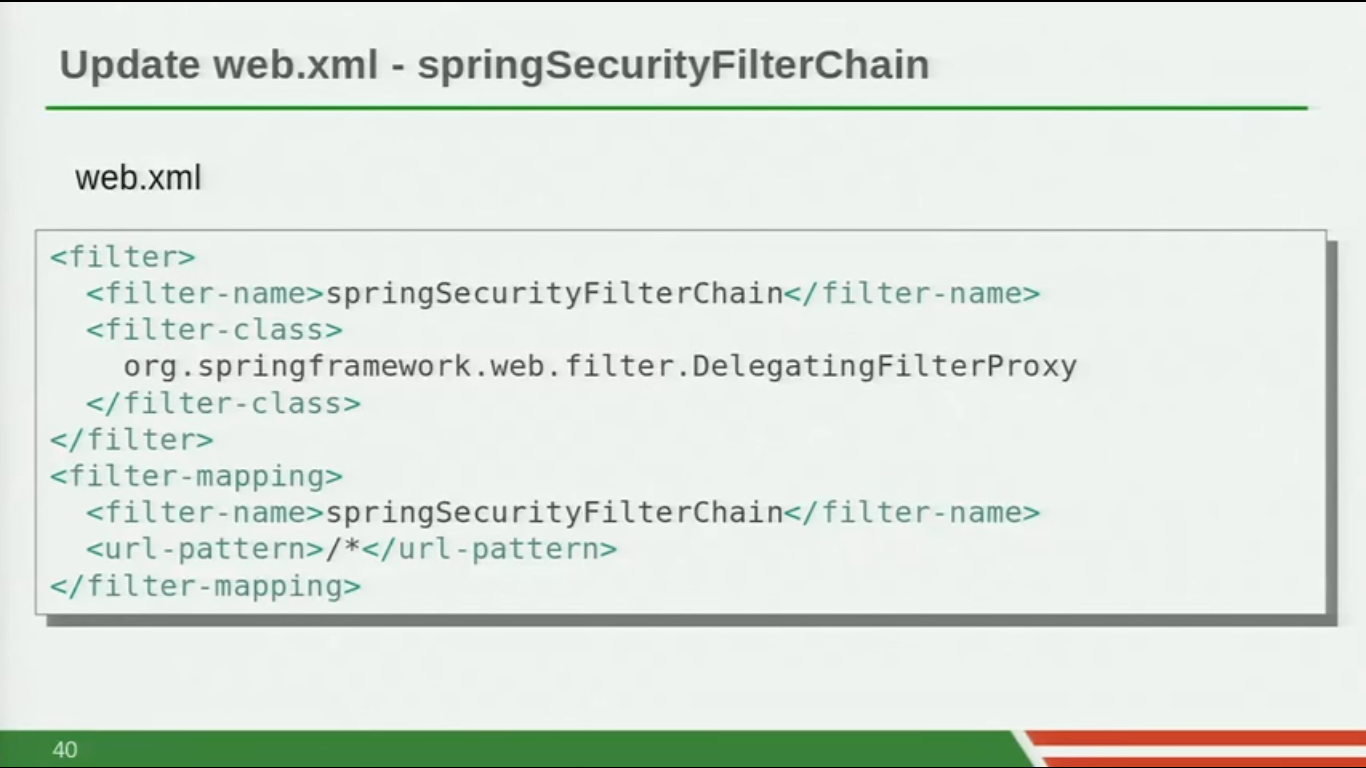 Update web.xml - springSecurityFilterChain
web.xml
<filter>
  <filter-name>springSecurityFilterChain</filter-name>
  <filter-class>
    org.springframework.web.filter.DelegatingFilterProxy
  </filter-class>
</filter>
<filter-mapping>
  <filter-name>springSecurityFilterChain</filter-name>
  <url-pattern>/*</url-pattern>
</filter-mapping>
40